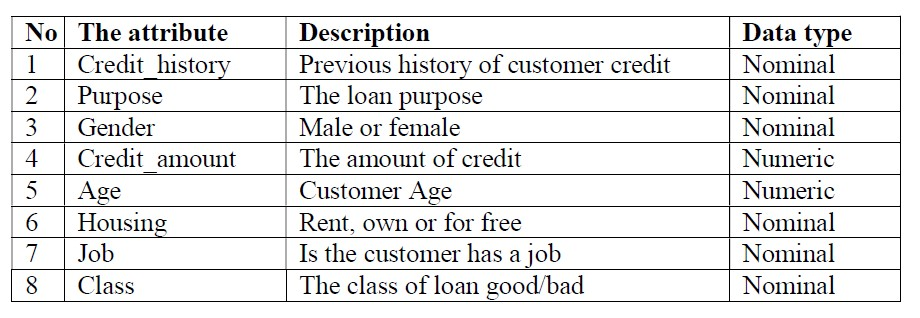 No The attribute Description Data type
1 Credit_history Previous history of customer credit Nominal
2 Purpose The loan purpose Nominal
3 Gender Male or female Nominal
4 Credit_amount The amount of credit Numeric
5 Age Customer Age Numeric
6 Housing Rent, own or for free Nominal
7 Job Is the customer has a job Nominal
8 Class The class of loan good/bad Nominal